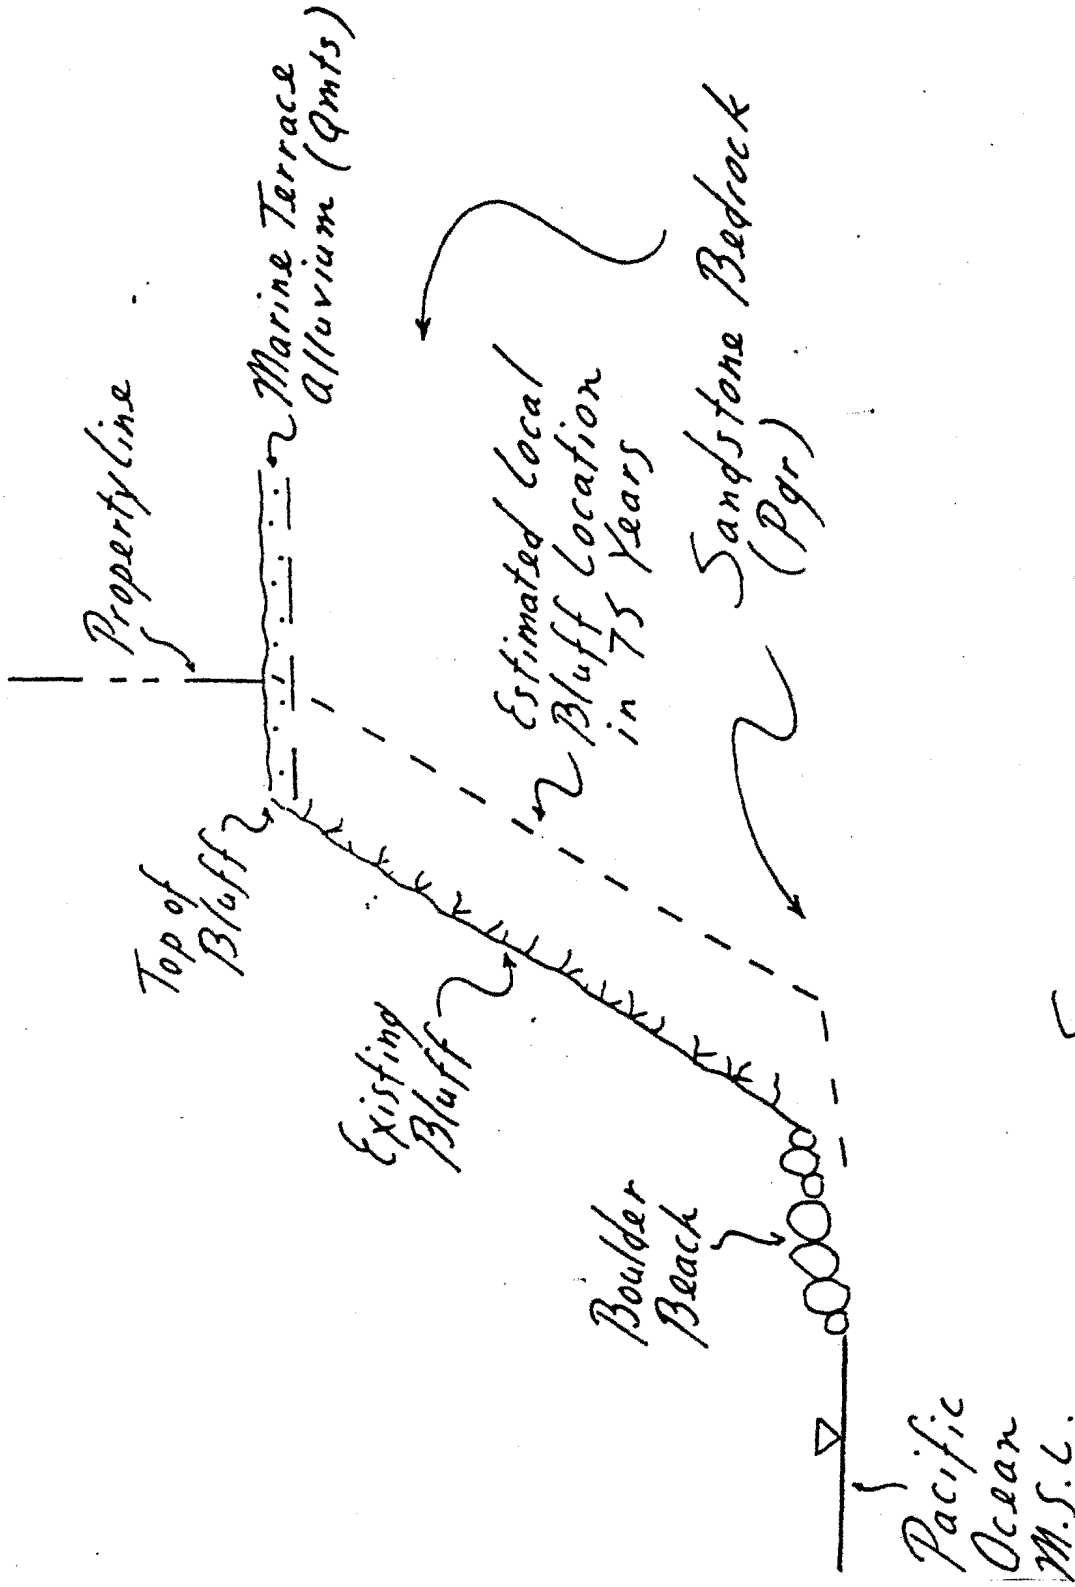 Property line
Marine Terrace
Alluvium (Qmts)
Top of
Bluff
Existing
Bluff
Estimated Local
Bluff Location
in 75 Years
Sandstone Bedrock
(Pgr)
Boulder
Beach
Pacific
Ocean
M.S.L.